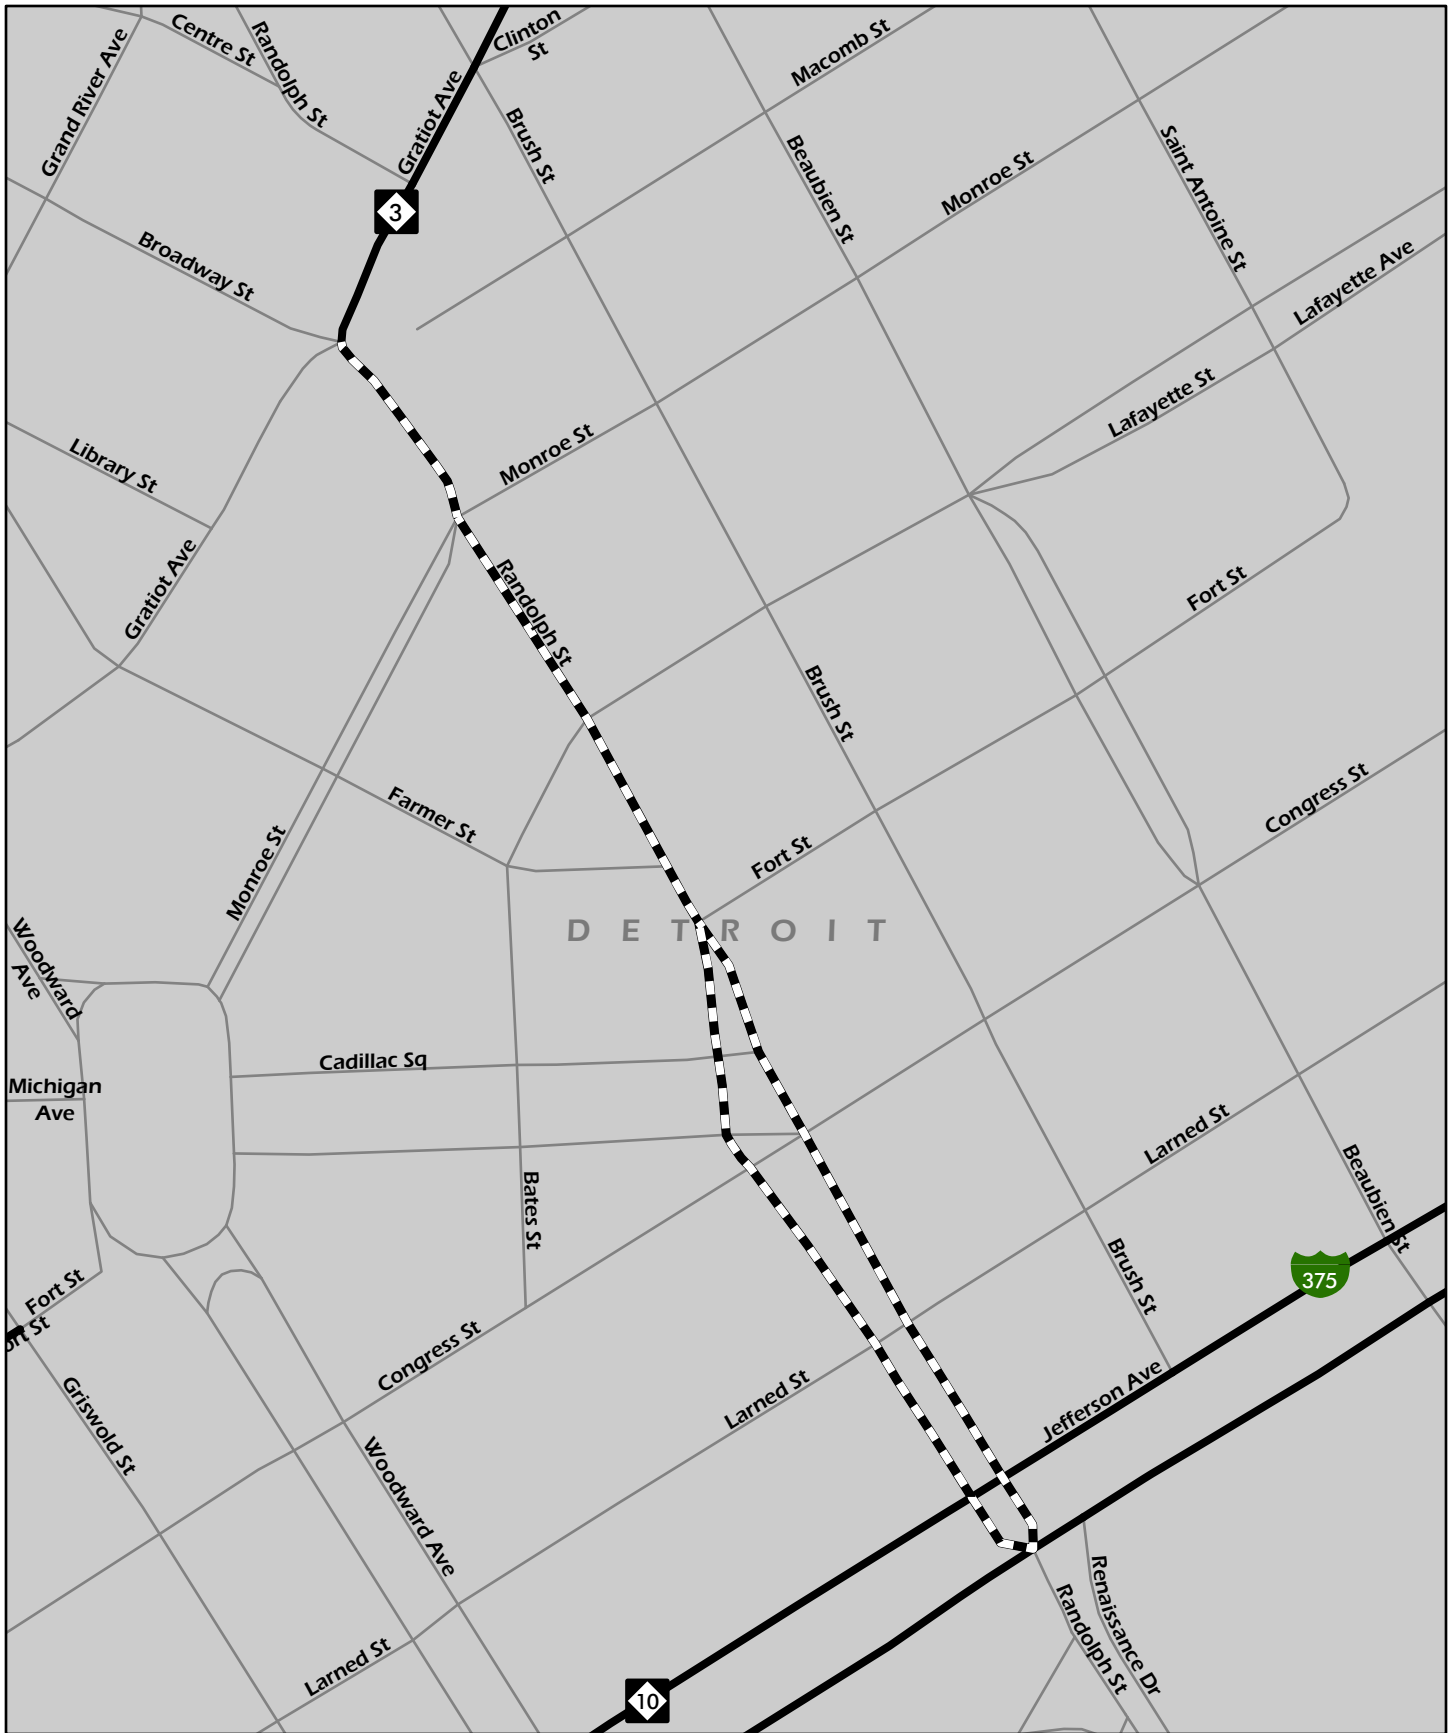 Clinton
St
Centre St
Randolph St
Macomb St
Grand River Ave
Gratiot Ave
Brush St
Beaubien St
Saint Antoine St
Monroe St
3
Broadway St
Lafayette Ave
Lafayette St
Library St
Monroe St
Gratiot Ave
Randolph St
Fort St
Brush St
Congress St
Farmer St
Fort St
Monroe St
DETROIT
Woodward
Ave
Cadillac Sq
Michigan
Ave
Larned St
Bates St
Beaubien St
Brush St
375
Fort St
ort St
Congress St
Griswold St
Larned St
Jefferson Ave
Woodward Ave
Renaissance Dr
Randolph St
Larned St
10